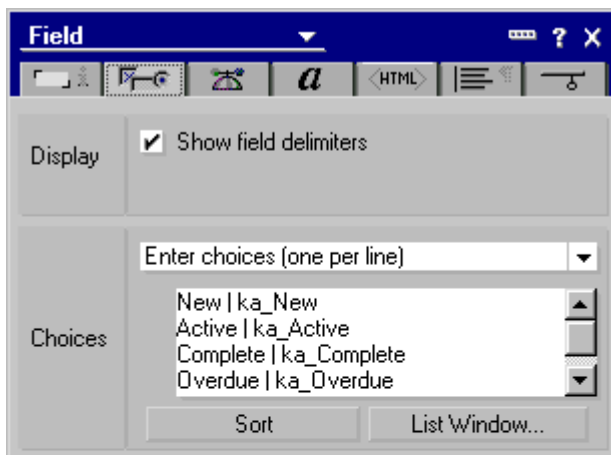 Field
?
a
<HTML>
Display
Show field delimiters
Enter choices (one per line)
Choices
New | ka_New
Active | ka_Active
Complete | ka_Complete
Overdue | ka_Overdue
Sort
List Window...